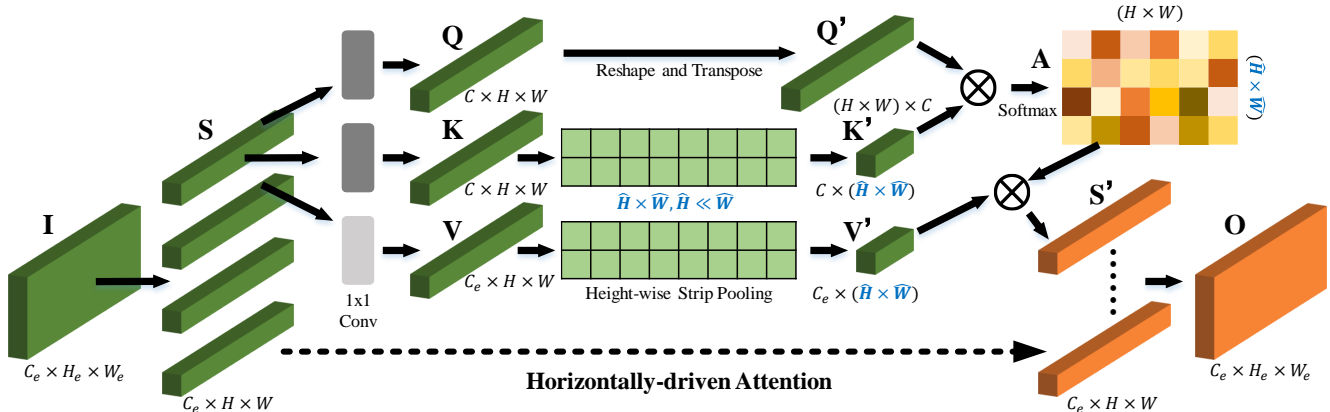 I
C_e × H_e × W_e
S
C_e × H × W
1x1
Conv
Q
C × H × W
Reshape and Transpose
Q'
(H × W) × C
K
C × H × W
Ĥ × Ŵ, Ĥ ≪ Ŵ
K'
C × (Ĥ × Ŵ)
V
C_e × H × W
Height-wise Strip Pooling
V'
C_e × (Ĥ × Ŵ)
Softmax
A
(H × W)
(Ĥ × Ŵ)
S'
C_e × H × W
O
C_e × H_e × W_e
Horizontally-driven Attention